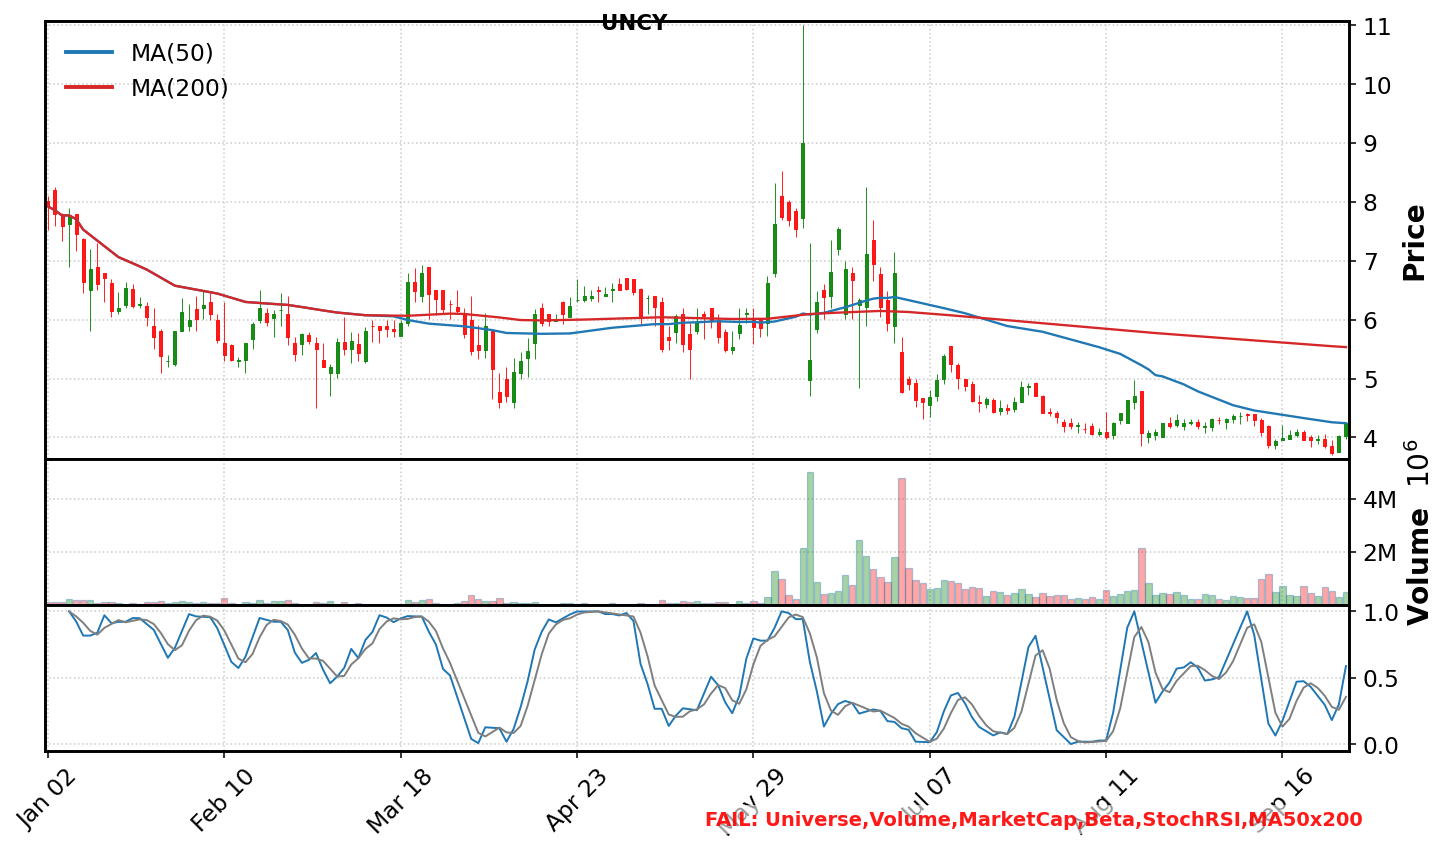 UNCY
MA(50)
MA(200)
11
10
9
8
7
6
5
4
Price
4M
2M
Volume 10⁶
1.0
0.5
0.0
Jan 02
Feb 10
Mar 18
Apr 23
May 29
Jul 07
Aug 11
Sep 16
FAIL: Universe,Volume,MarketCap,Beta,StochRSI,MA50x200